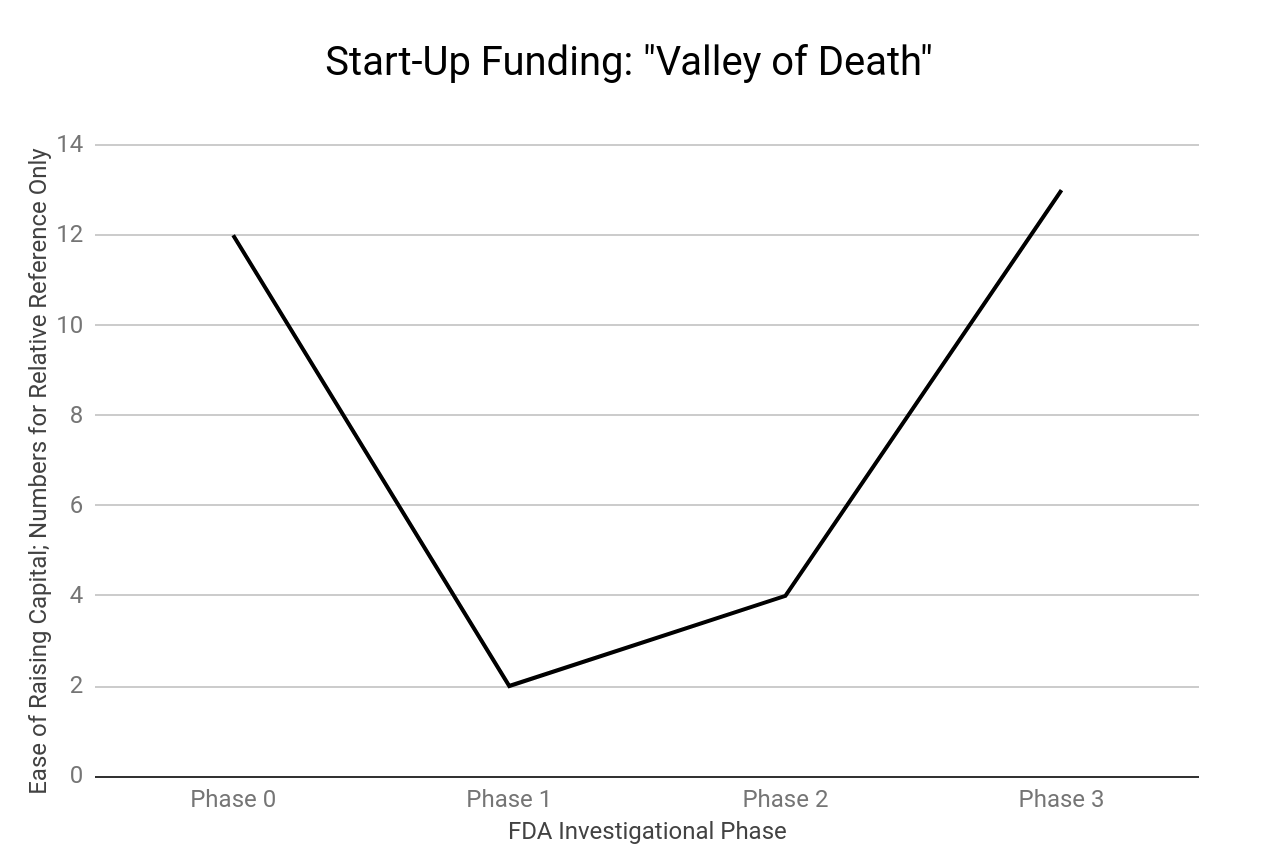 Start-Up Funding: "Valley of Death"
Ease of Raising Capital; Numbers for Relative Reference Only
14
12
10
8
6
4
2
0
Phase 0 Phase 1 Phase 2 Phase 3
FDA Investigational Phase